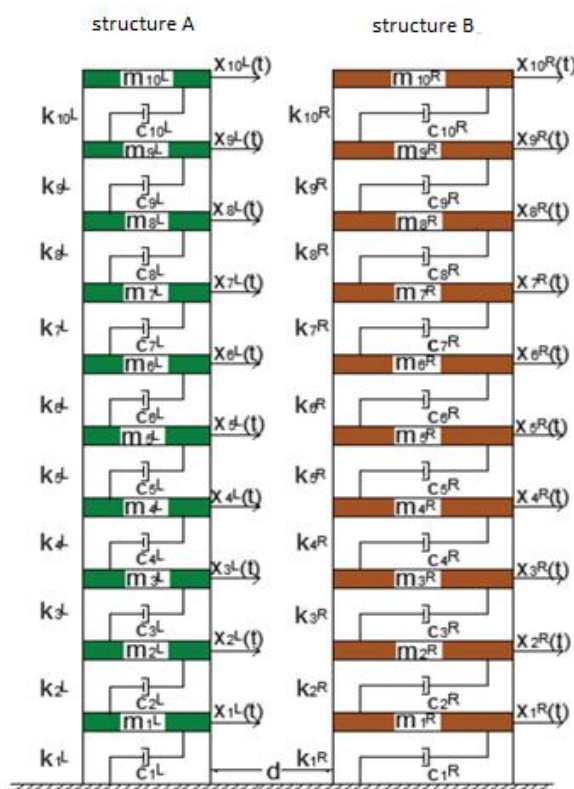 structure A structure B
x10L(t) x10R(t)
m10L m10R
k10L c10L k10R c10R
x9L(t) x9R(t)
m9L m9R
k9L c9L k9R c9R
x8L(t) x8R(t)
m8L m8R
k8L c8L k8R c8R
x7L(t) x7R(t)
m7L m7R
k7L c7L k7R c7R
x6L(t) x6R(t)
m6L m6R
k6L c6L k6R c6R
x5L(t) x5R(t)
m5L m5R
k5L c5L k5R c5R
x4L(t) x4R(t)
m4L m4R
k4L c4L k4R c4R
x3L(t) x3R(t)
m3L m3R
k3L c3L k3R c3R
x2L(t) x2R(t)
m2L m2R
k2L c2L k2R c2R
x1L(t) x1R(t)
m1L m1R
k1L c1L d k1R c1R